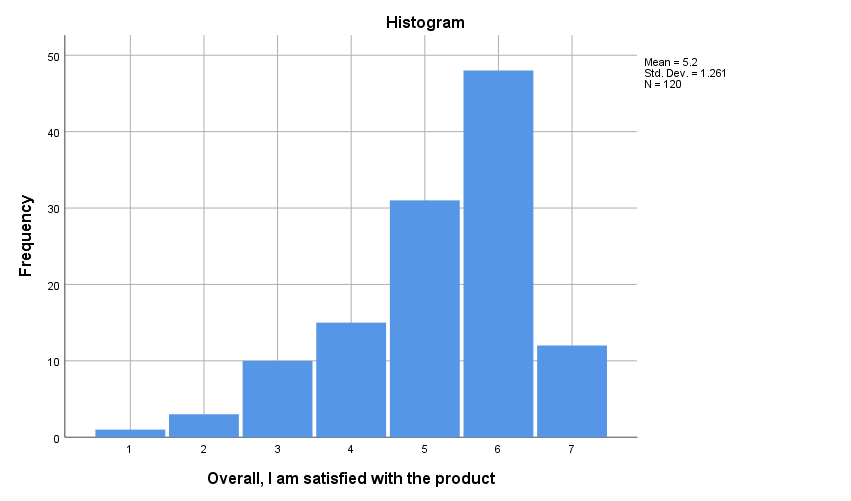 Histogram
Mean = 5.2
Std. Dev. = 1.261
N = 120
50
40
30
20
10
0
Frequency
1 2 3 4 5 6 7
Overall, I am satisfied with the product